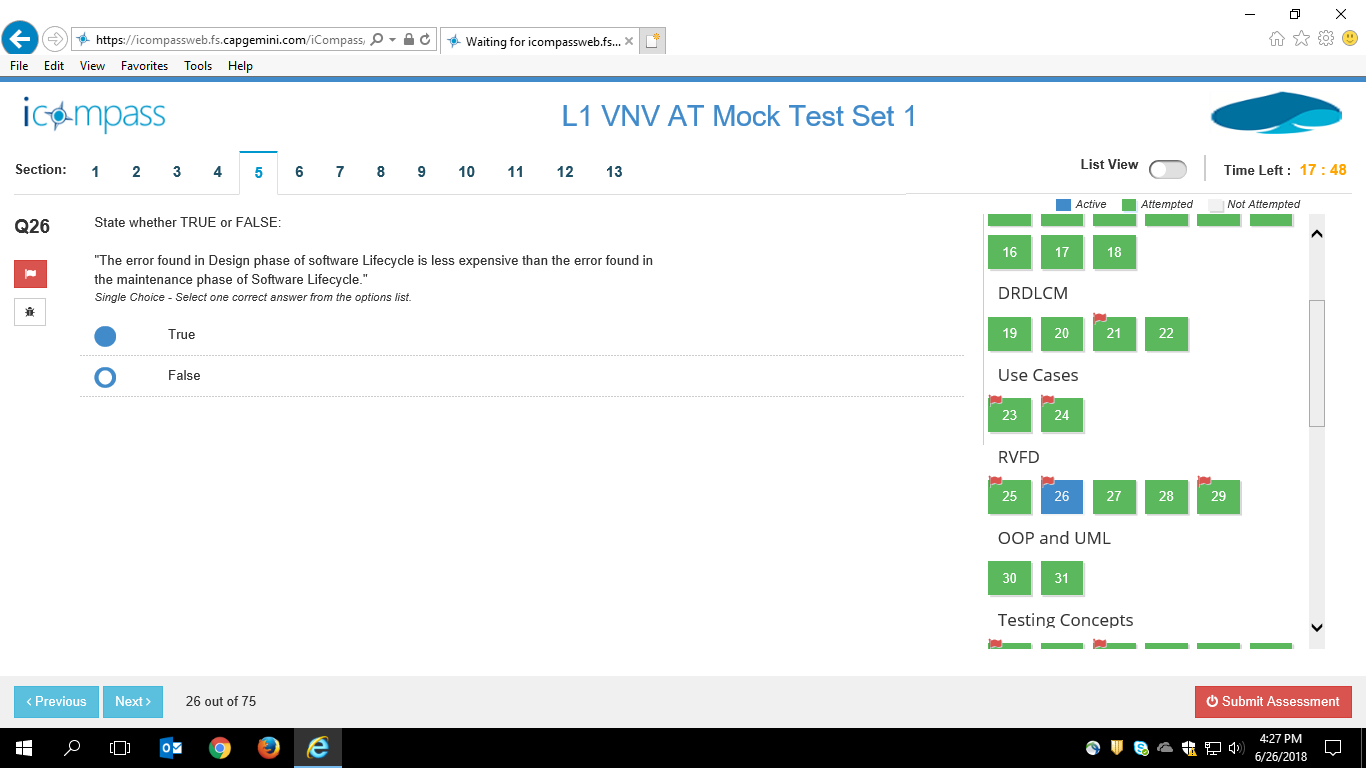 https://icompassweb.fs.capgemini.com/iCompass/
Waiting for icompassweb.fs...
File Edit View Favorites Tools Help
icompass
L1 VNV AT Mock Test Set 1
Section: 1 2 3 4 5 6 7 8 9 10 11 12 13
List View
Time Left : 17 : 48
Active Attempted Not Attempted
Q26
State whether TRUE or FALSE:
"The error found in Design phase of software Lifecycle is less expensive than the error found in
the maintenance phase of Software Lifecycle."
Single Choice - Select one correct answer from the options list.
True
False
16 17 18
DRDLCM
19 20 21 22
Use Cases
23 24
RVFD
25 26 27 28 29
OOP and UML
30 31
Testing Concepts
Previous
Next
26 out of 75
Submit Assessment
4:27 PM
6/26/2018